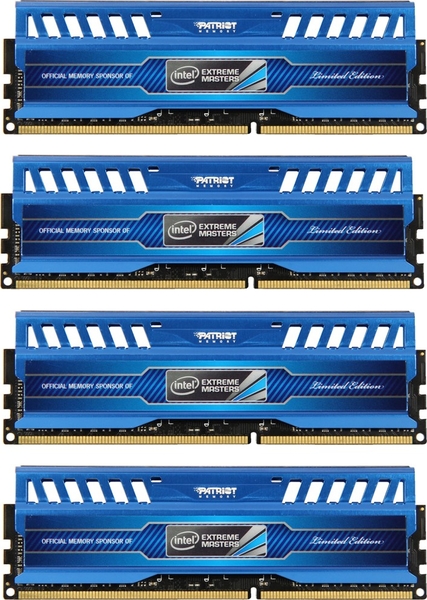 PATRIOT
MEMORY
OFFICIAL MEMORY SPONSOR OF
intel EXTREME MASTERS
Limited Edition
PATRIOT
MEMORY
OFFICIAL MEMORY SPONSOR OF
intel EXTREME MASTERS
Limited Edition
PATRIOT
MEMORY
OFFICIAL MEMORY SPONSOR OF
intel EXTREME MASTERS
Limited Edition
PATRIOT
MEMORY
OFFICIAL MEMORY SPONSOR OF
intel EXTREME MASTERS
Limited Edition